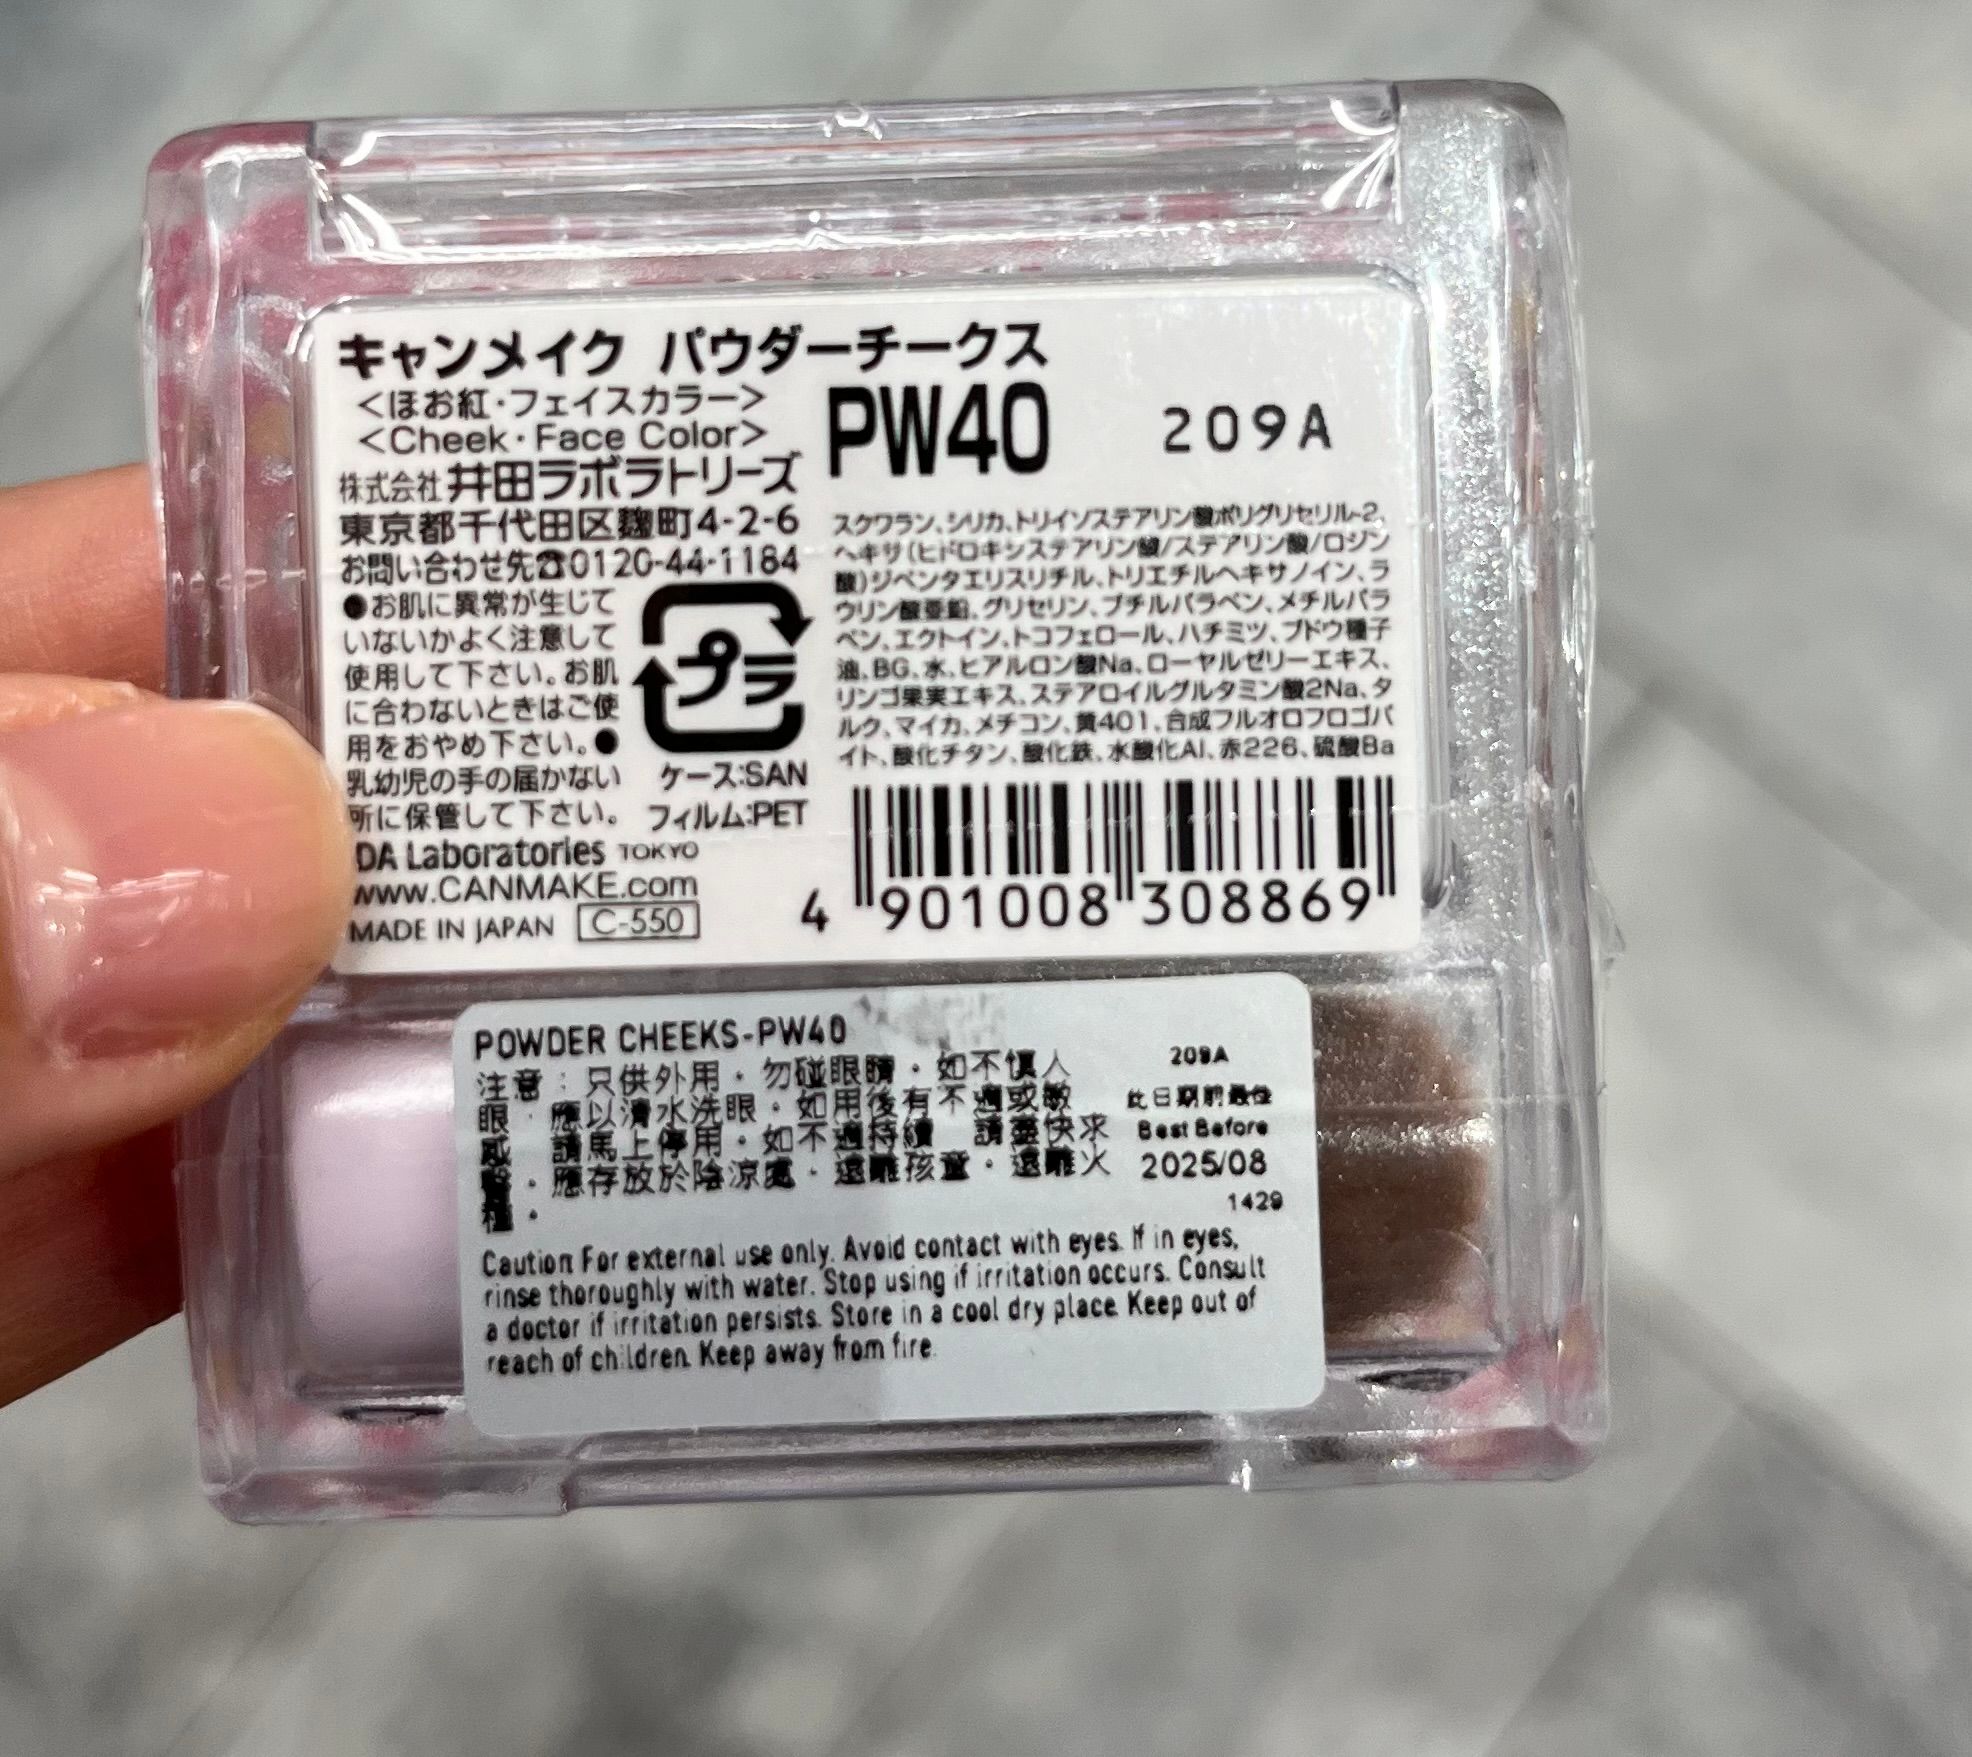 キャンメイク パウダーチークス
<ほお紅・フェイスカラー>
<Cheek・Face Color>
PW40
209A
株式会社 井田ラボラトリーズ
東京都千代田区麹町4-2-6
お問い合わせ先☎0120-44-1184
●お肌に異常が生じて
いないかよく注意して
使用して下さい。お肌
に合わないときはご使
用をおやめ下さい。●
乳幼児の手の届かない
所に保管して下さい。
プラ
ケース:SAN
フィルム:PET
DA Laboratories TOKYO
www.CANMAKE.com
MADE IN JAPAN C-550
スクワラン、シリカ、トリイソステアリン酸ポリグリセリル-2、
ヘキサ(ヒドロキシステアリン酸/ステアリン酸/ロジン
酸)ジペンタエリスリチル、トリエチルヘキサノイン、ラ
ウリン酸亜鉛、グリセリン、ブチルパラベン、メチルパラ
ベン、エクトイン、トコフェロール、ハチミツ、ブドウ種子
油、BG、水、ヒアルロン酸Na、ローヤルゼリーエキス、
リンゴ果実エキス、ステアロイルグルタミン酸2Na、タ
ルク、マイカ、メチコン、黄401、合成フルオロフロゴパ
イト、酸化チタン、酸化鉄、水酸化Al、赤226、硫酸Ba
4 901008 308869
POWDER CHEEKS-PW40
注意：只供外用・勿碰眼睛・如不慎入
眼・應以清水洗眼・如用後有不適或敏
感 請馬上停用・如不適持續 請盡快求
醫・應存放於陰涼處・遠離孩童・遠離火
種・
209A
此日期前最佳
Best Before
2025/08
1429
Caution: For external use only. Avoid contact with eyes. If in eyes,
rinse thoroughly with water. Stop using if irritation occurs. Consult
a doctor if irritation persists. Store in a cool dry place. Keep out of
reach of children. Keep away from fire.